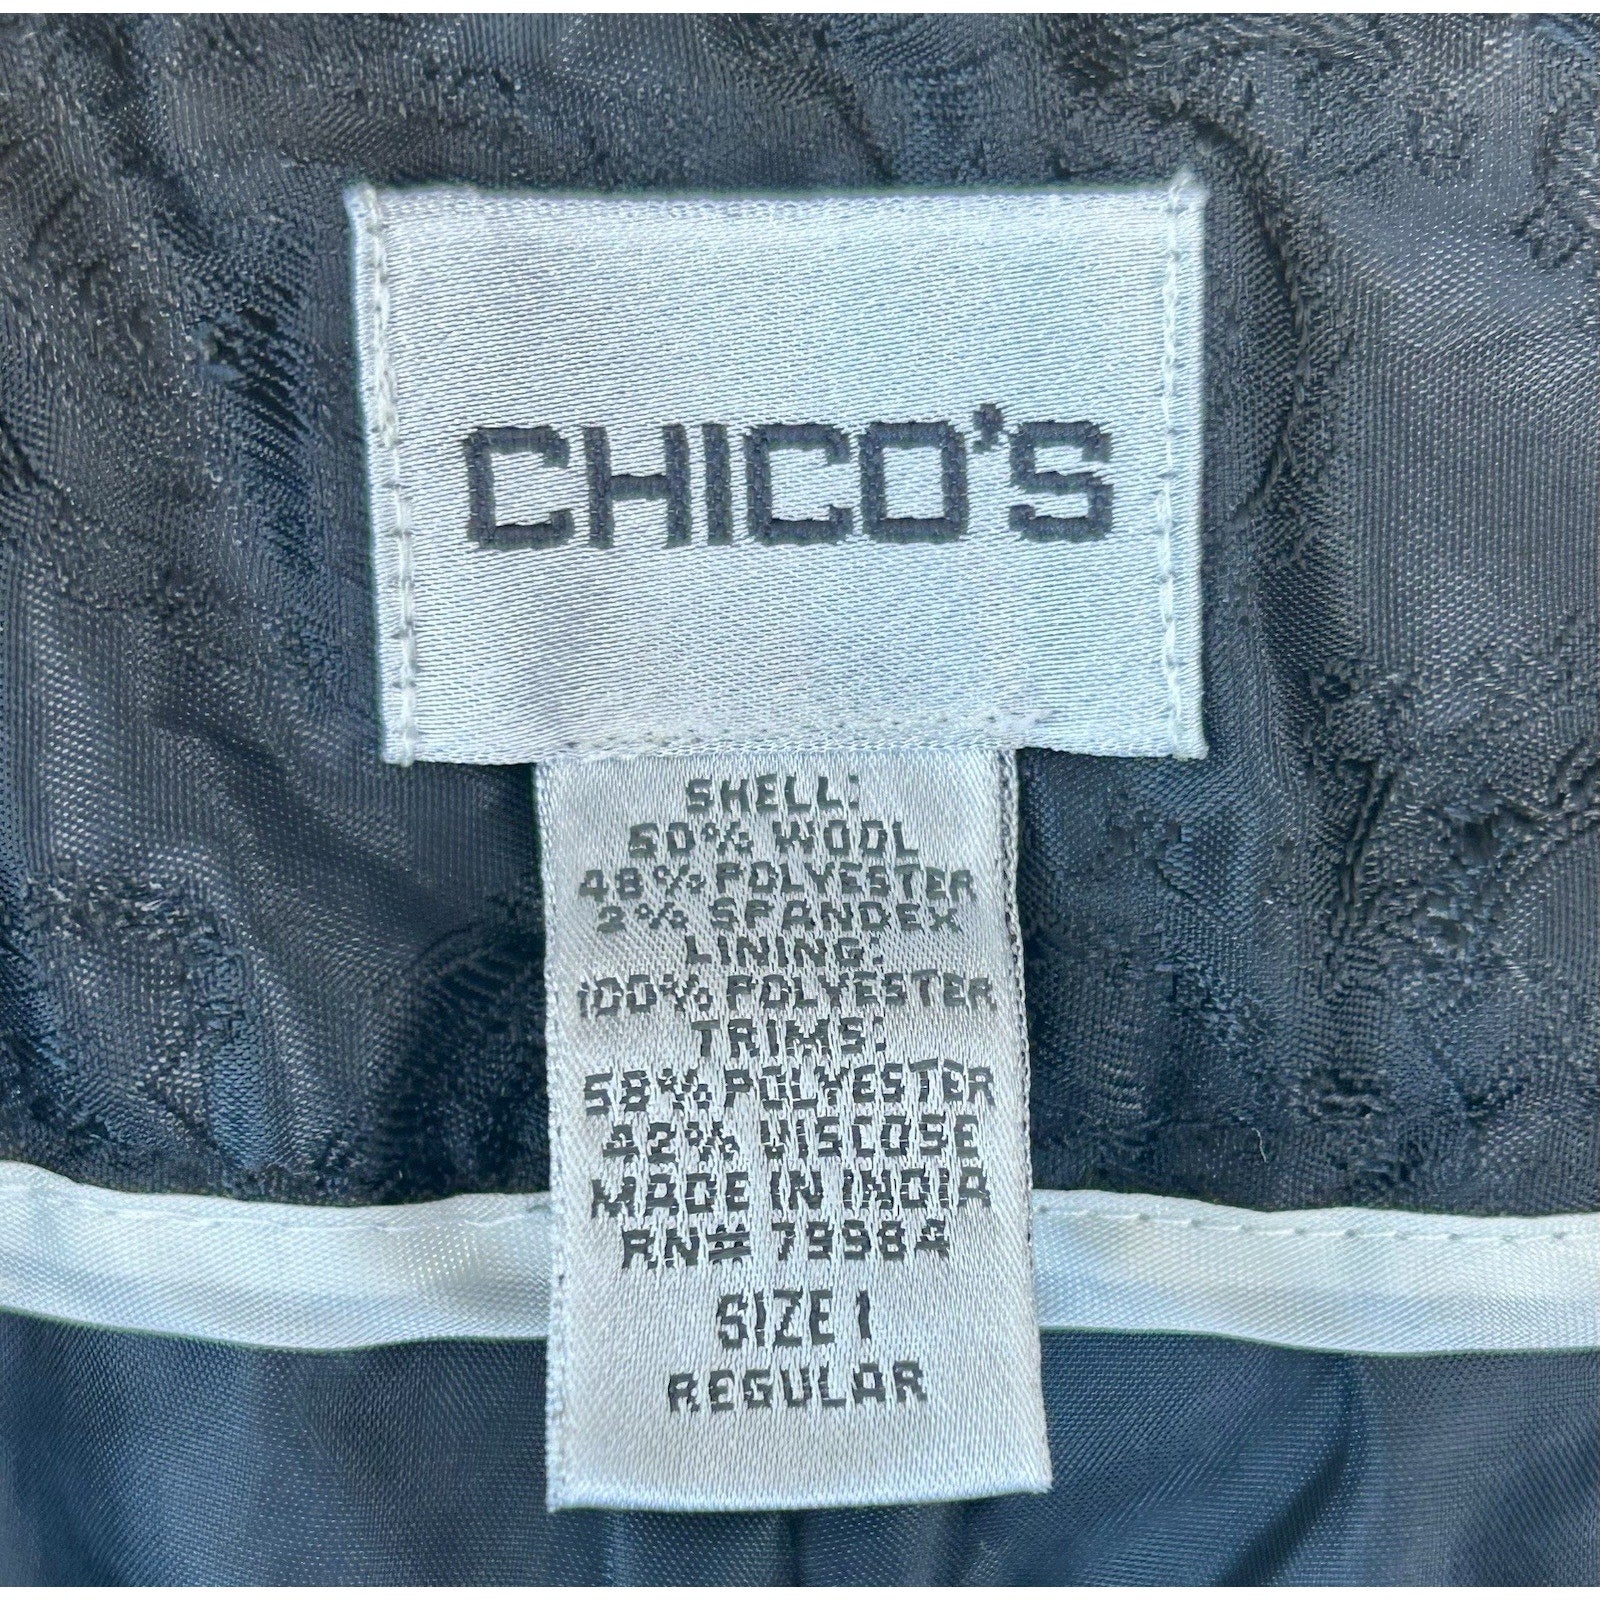 CHICO'S
SHELL:
50% WOOL
48% POLYESTER
2% SPANDEX
LINING:
100% POLYESTER
TRIMS:
58% POLYESTER
42% VISCOSE
MADE IN INDIA
RN# 79984
SIZE 1
REGULAR